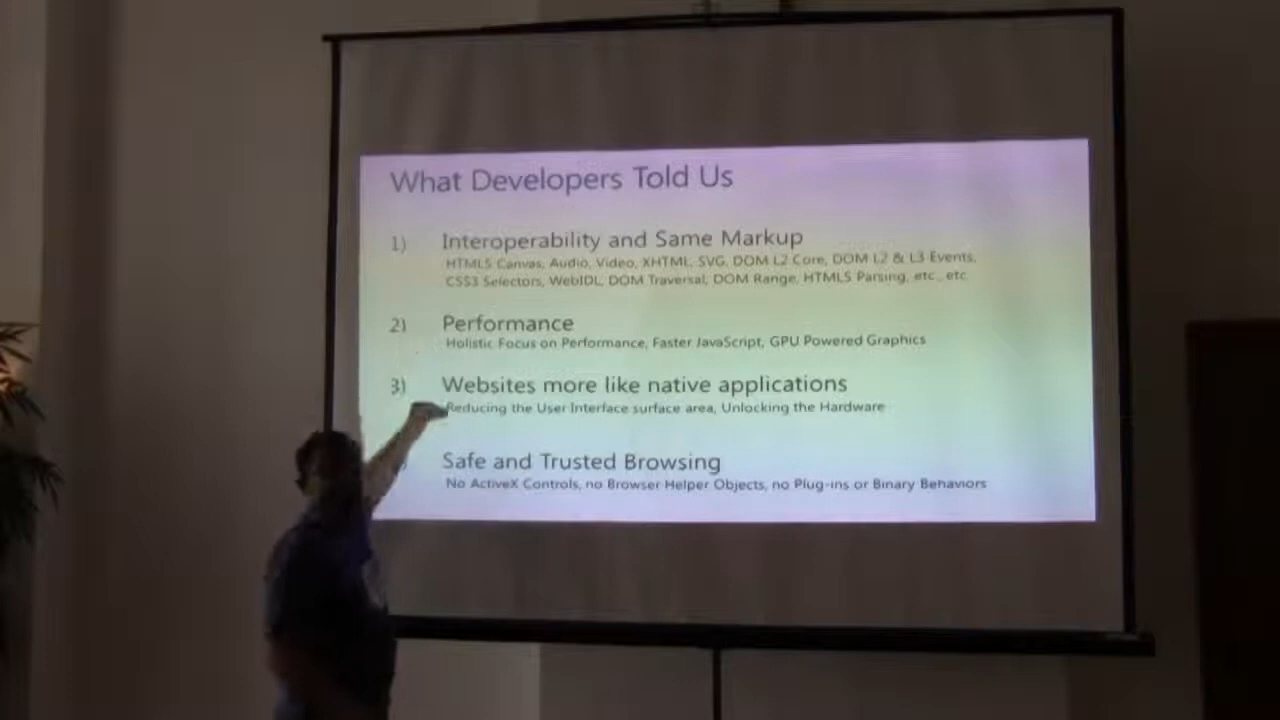 What Developers Told Us
1) Interoperability and Same Markup
HTML5 Canvas, Audio, Video, XHTML, SVG, DOM L2 Core, DOM L2 & L3 Events,
CSS3 Selectors, WebIDL, DOM Traversal, DOM Range, HTML5 Parsing, etc., etc.
2) Performance
Holistic Focus on Performance, Faster JavaScript, GPU Powered Graphics
3) Websites more like native applications
Reducing the User Interface surface area, Unlocking the Hardware
Safe and Trusted Browsing
No ActiveX Controls, no Browser Helper Objects, no Plug-ins or Binary Behaviors